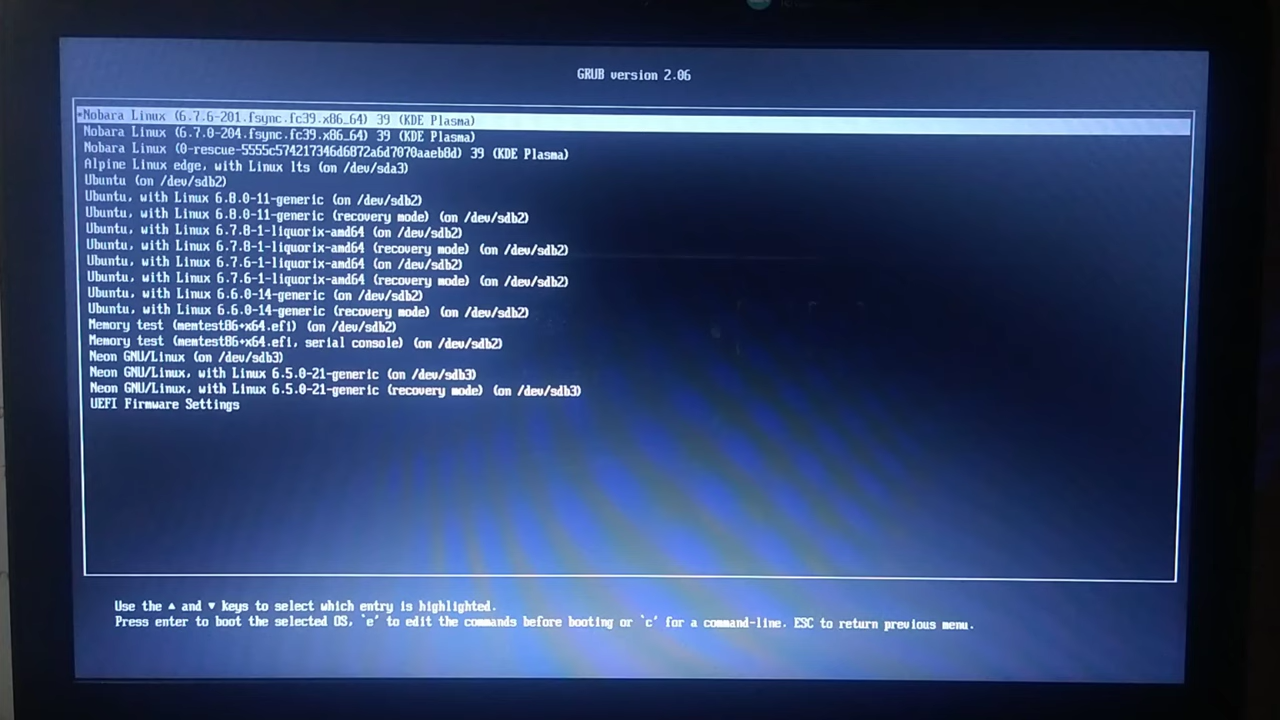 GRUB version 2.06
*Nobara Linux (6.7.6-201.fsync.fc39.x86_64) 39 (KDE Plasma)
Nobara Linux (6.7.0-204.fsync.fc39.x86_64) 39 (KDE Plasma)
Nobara Linux (0-rescue-5555c574217346d6872a6d7070aaeb8d) 39 (KDE Plasma)
Alpine Linux edge, with Linux lts (on /dev/sda3)
Ubuntu (on /dev/sdb2)
Ubuntu, with Linux 6.8.0-11-generic (on /dev/sdb2)
Ubuntu, with Linux 6.8.0-11-generic (recovery mode) (on /dev/sdb2)
Ubuntu, with Linux 6.7.8-1-liquorix-amd64 (on /dev/sdb2)
Ubuntu, with Linux 6.7.8-1-liquorix-amd64 (recovery mode) (on /dev/sdb2)
Ubuntu, with Linux 6.7.6-1-liquorix-amd64 (on /dev/sdb2)
Ubuntu, with Linux 6.7.6-1-liquorix-amd64 (recovery mode) (on /dev/sdb2)
Ubuntu, with Linux 6.6.0-14-generic (on /dev/sdb2)
Ubuntu, with Linux 6.6.0-14-generic (recovery mode) (on /dev/sdb2)
Memory test (memtest86+x64.efi) (on /dev/sdb2)
Memory test (memtest86+x64.efi, serial console) (on /dev/sdb2)
Neon GNU/Linux (on /dev/sdb3)
Neon GNU/Linux, with Linux 6.5.0-21-generic (on /dev/sdb3)
Neon GNU/Linux, with Linux 6.5.0-21-generic (recovery mode) (on /dev/sdb3)
UEFI Firmware Settings
Use the ▲ and ▼ keys to select which entry is highlighted.
Press enter to boot the selected OS, `e' to edit the commands before booting or `c' for a command-line. ESC to return previous menu.